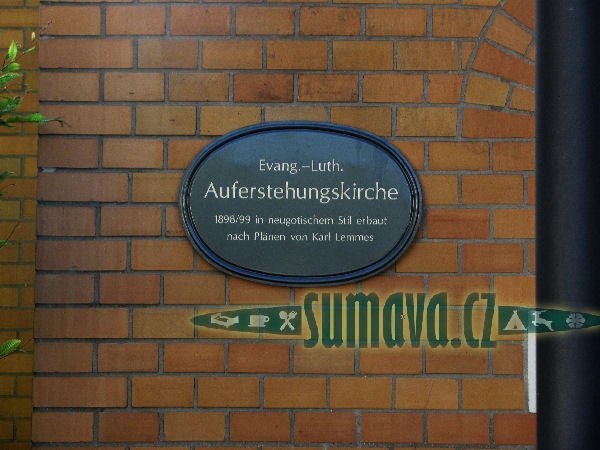 Evang.-Luth.
Auferstehungskirche
1898/99 in neugotischem Stil erbaut
nach Plänen von Karl Lemmes
sumava.cz